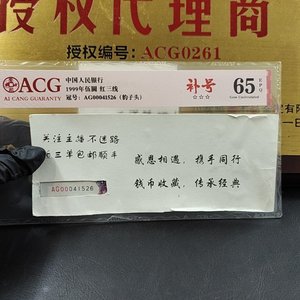 授权代理商
授权编号: ACG0261
ACG
AI CANG GUARANTY
中国人民银行
1999年伍圆 红三线
冠号: AG00041526 (豹子头)
补号
☆☆☆
65
EPQ
Gem Uncirculated
关注主播不迷路
三单包邮顺丰
感恩相遇, 携手同行
钱币收藏, 传承经典
AG00041526